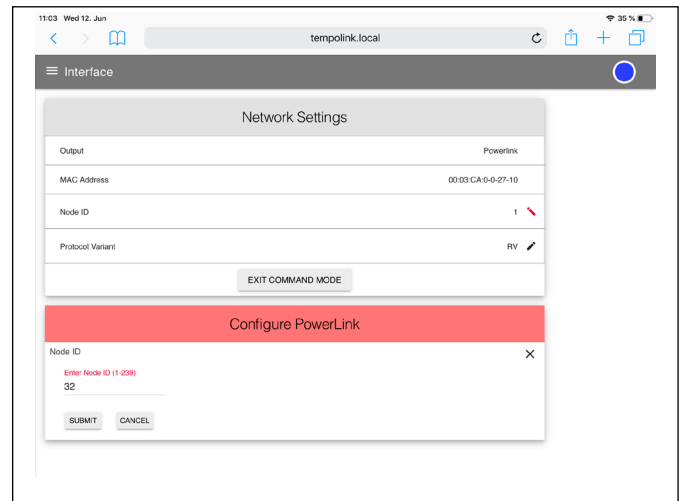 11:03 Wed 12. Jun 35 %
tempolink.local
Interface
Network Settings
Output Powerlink
MAC Address 00:03:CA:0-0-27-10
Node ID 1
Protocol Variant RV
EXIT COMMAND MODE
Configure PowerLink
Node ID
Enter Node ID (1-239)
32
SUBMIT CANCEL